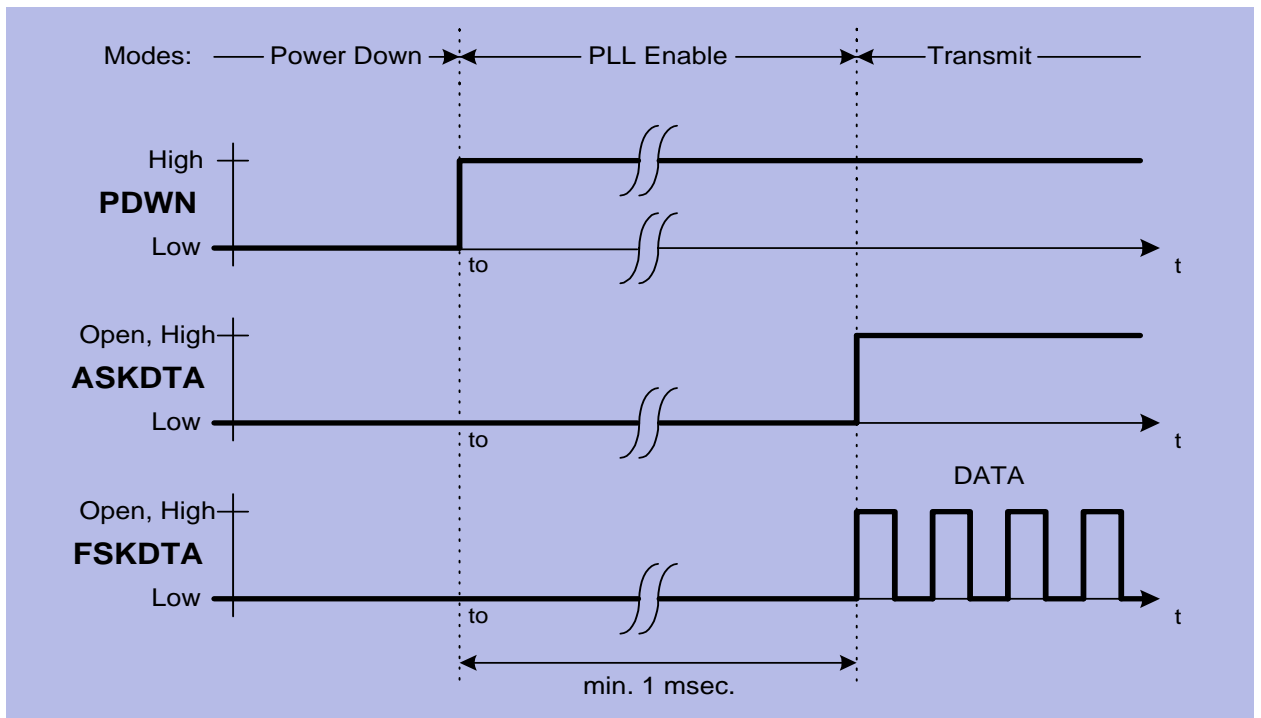 Modes: Power Down PLL Enable Transmit
High
PDWN
Low
to
t
Open, High
ASKDTA
Low
to
t
DATA
Open, High
FSKDTA
Low
to
t
min. 1 msec.